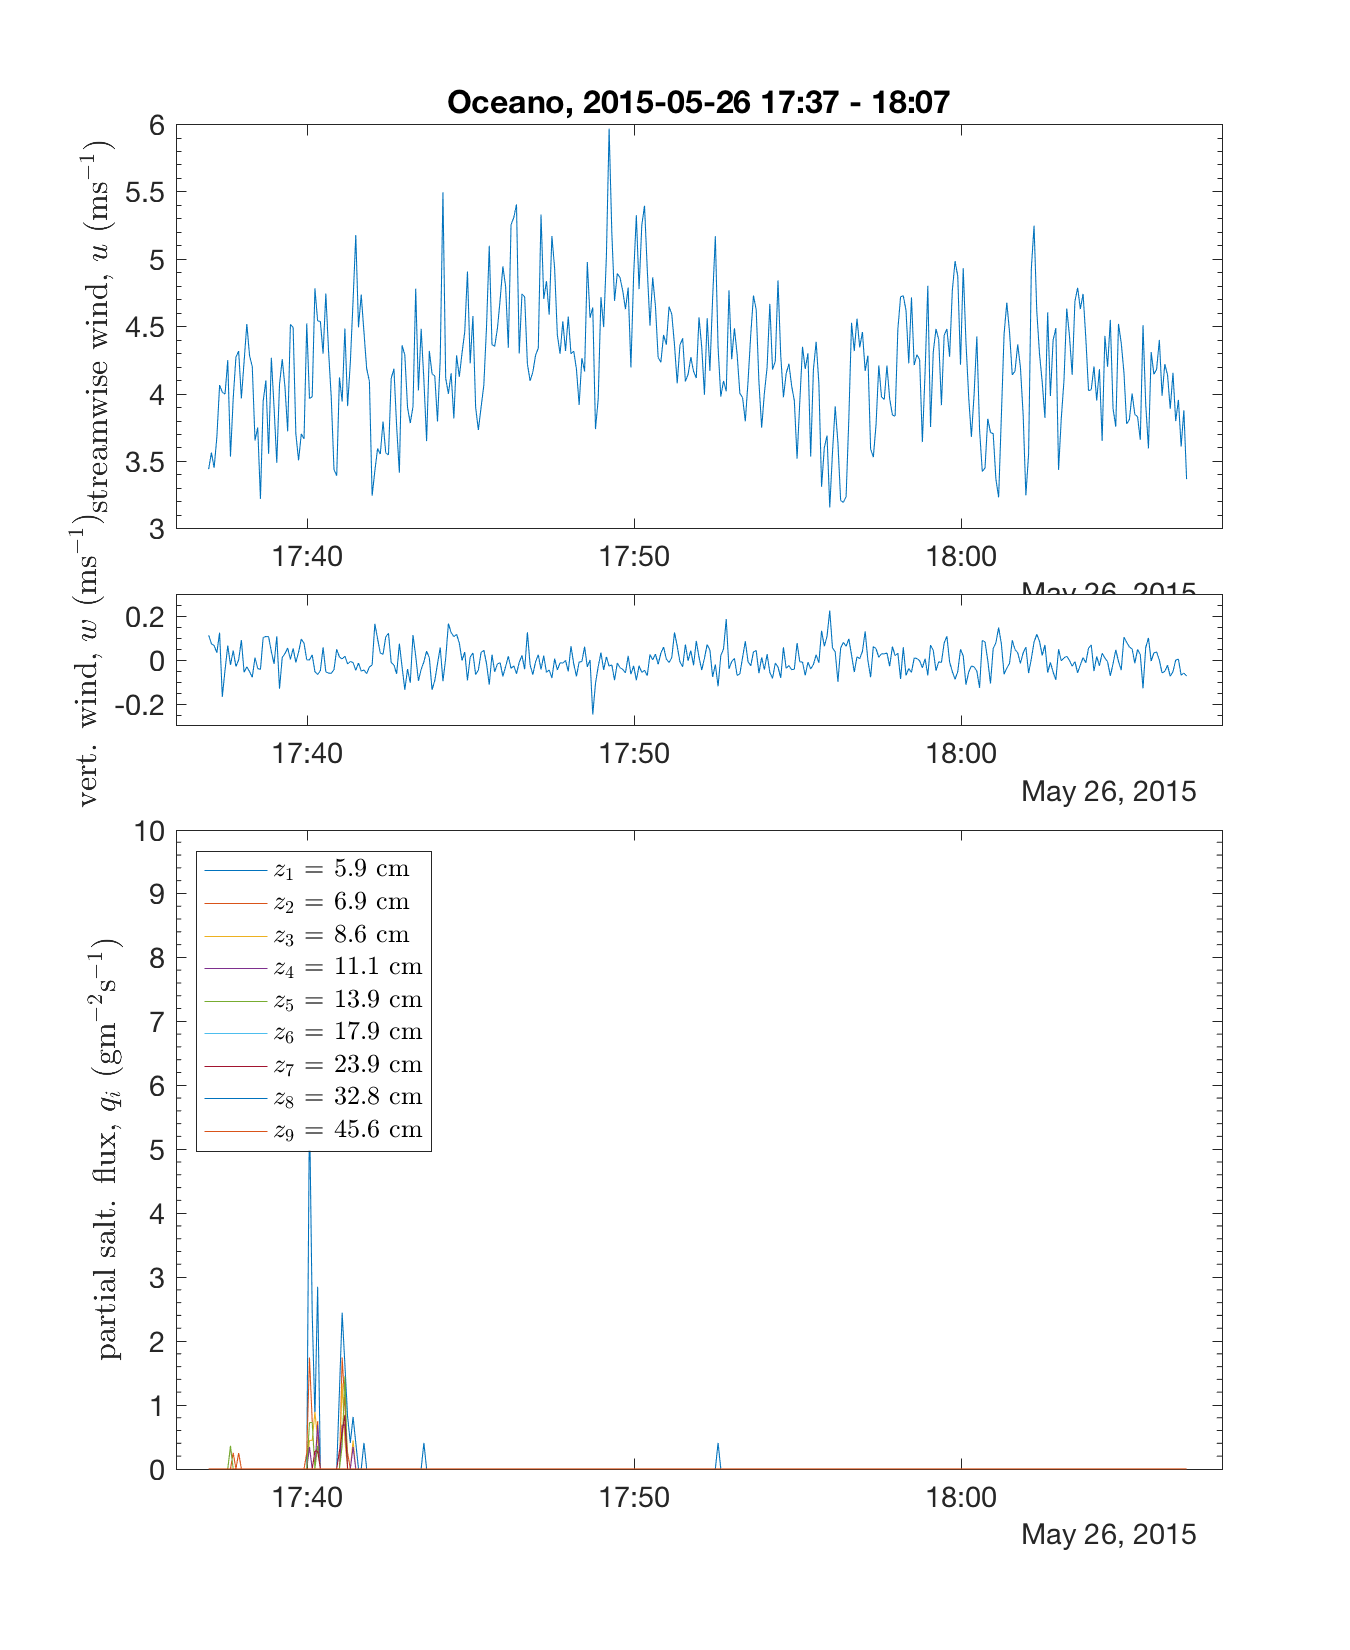 Oceano, 2015-05-26 17:37 - 18:07
streamwise wind, u (ms⁻¹)
6
5.5
5
4.5
4
3.5
3
17:40 17:50 18:00
May 26, 2015
vert. wind, w (ms⁻¹)
0.2
0
-0.2
17:40 17:50 18:00
May 26, 2015
partial salt. flux, qᵢ (gm⁻²s⁻¹)
10
9
8
7
6
5
4
3
2
1
0
z₁ = 5.9 cm
z₂ = 6.9 cm
z₃ = 8.6 cm
z₄ = 11.1 cm
z₅ = 13.9 cm
z₆ = 17.9 cm
z₇ = 23.9 cm
z₈ = 32.8 cm
z₉ = 45.6 cm
17:40 17:50 18:00
May 26, 2015